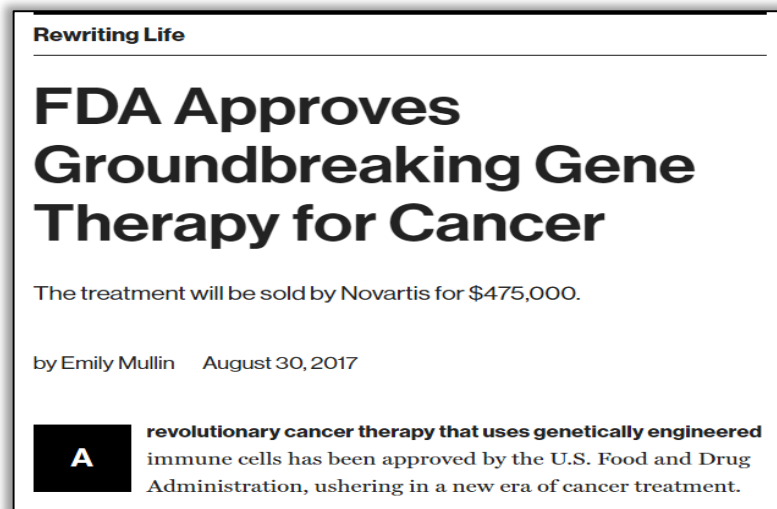 Rewriting Life
FDA Approves
Groundbreaking Gene
Therapy for Cancer
The treatment will be sold by Novartis for $475,000.
by Emily Mullin August 30, 2017
A revolutionary cancer therapy that uses genetically engineered
immune cells has been approved by the U.S. Food and Drug
Administration, ushering in a new era of cancer treatment.